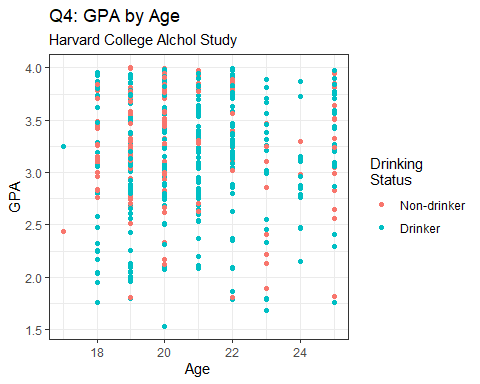 Q4: GPA by Age
Harvard College Alchol Study
4.0
3.5
3.0
2.5
2.0
1.5
GPA
18
20
22
24
Age
Drinking
Status
Non-drinker
Drinker